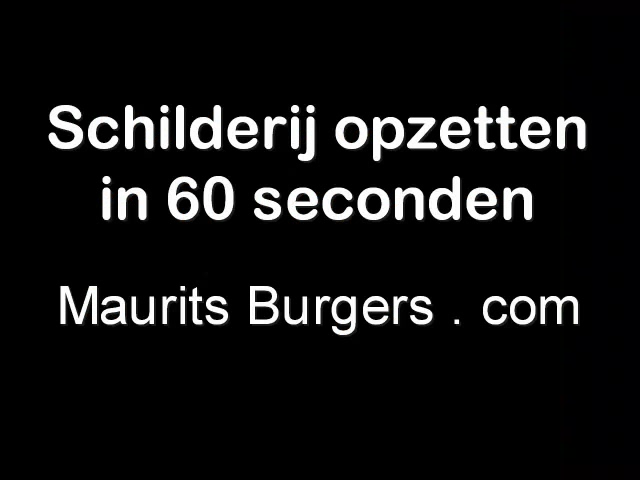 Schilderij opzetten
in 60 seconden
Maurits Burgers . com